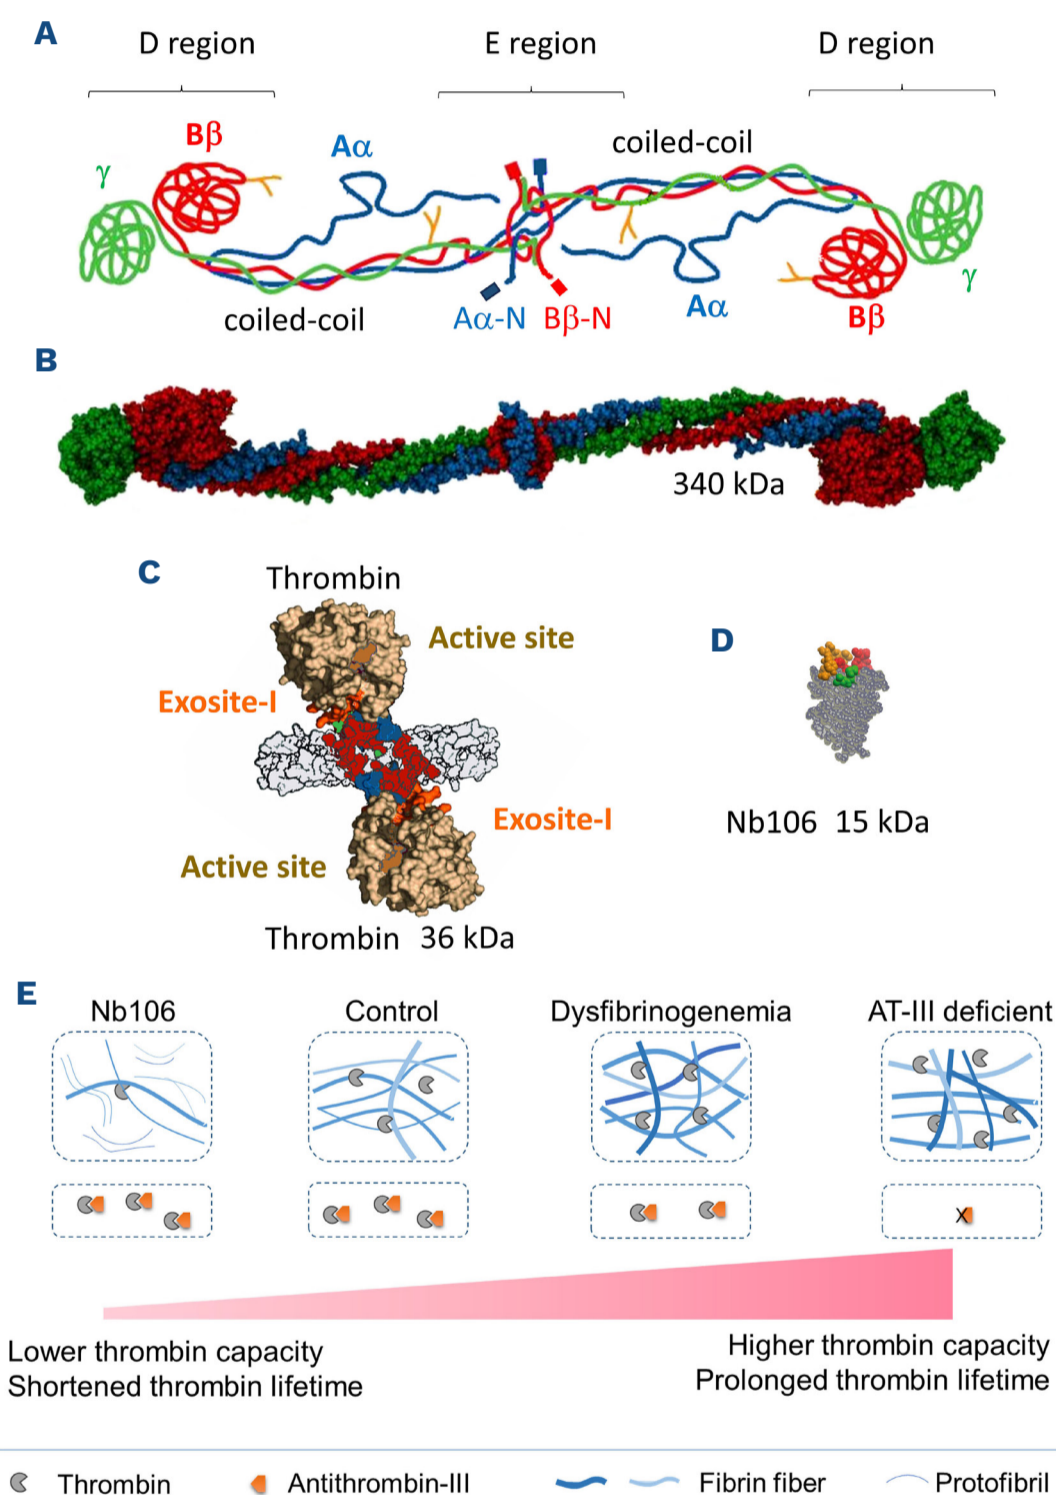 A
D region
E region
D region
Bβ
γ
Aα
coiled-coil
coiled-coil
Aα-N
Bβ-N
Aα
Bβ
γ
B
340 kDa
C
Thrombin
Active site
Exosite-I
Exosite-I
Active site
Thrombin 36 kDa
D
Nb106 15 kDa
E
Nb106
Control
Dysfibrinogenemia
AT-III deficient
X
Lower thrombin capacity
Shortened thrombin lifetime
Higher thrombin capacity
Prolonged thrombin lifetime
Thrombin
Antithrombin-III
Fibrin fiber
Protofibril